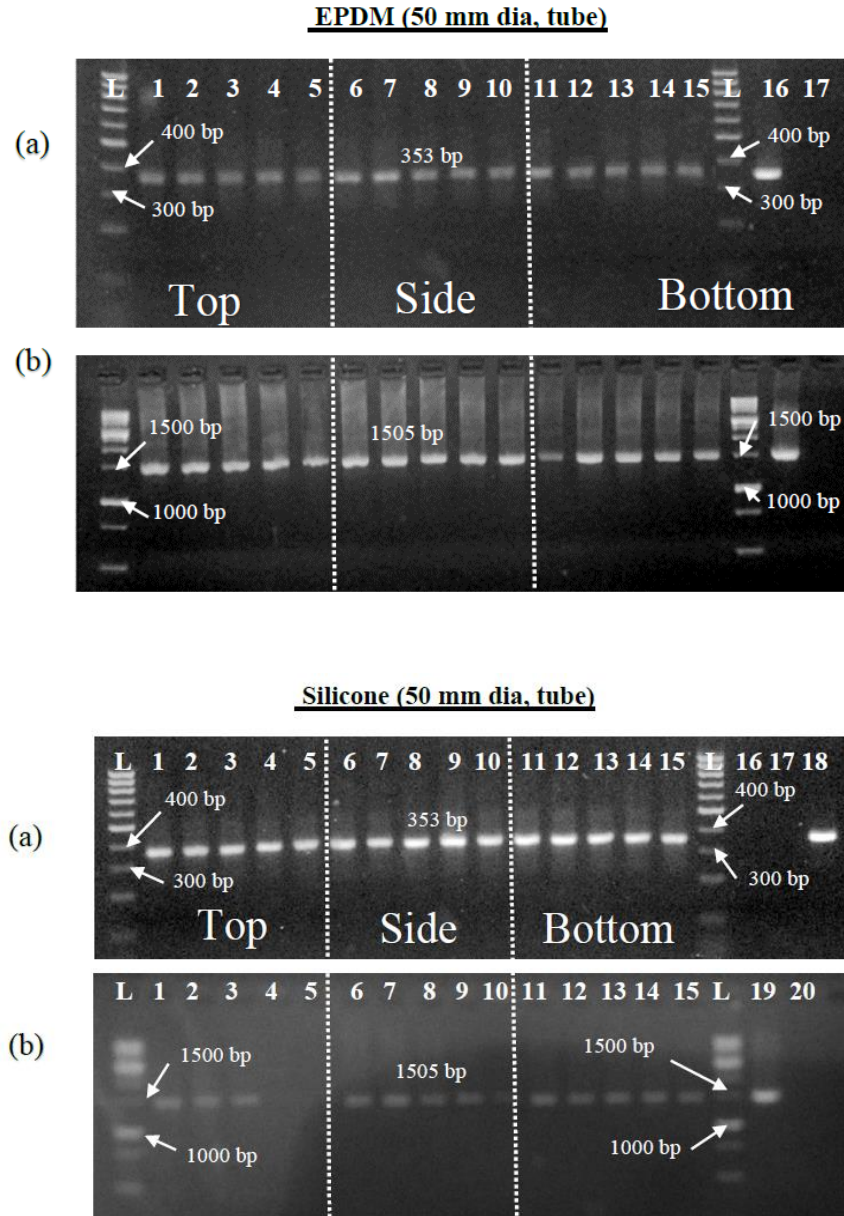 EPDM (50 mm dia, tube)
(a)
L 1 2 3 4 5 6 7 8 9 10 11 12 13 14 15 L 16 17
400 bp
353 bp
400 bp
300 bp
300 bp
Top
Side
Bottom
(b)
1500 bp
1505 bp
1500 bp
1000 bp
1000 bp
Silicone (50 mm dia, tube)
(a)
L 1 2 3 4 5 6 7 8 9 10 11 12 13 14 15 L 16 17 18
400 bp
353 bp
400 bp
300 bp
300 bp
Top
Side
Bottom
(b)
L 1 2 3 4 5 6 7 8 9 10 11 12 13 14 15 L 19 20
1500 bp
1505 bp
1500 bp
1000 bp
1000 bp